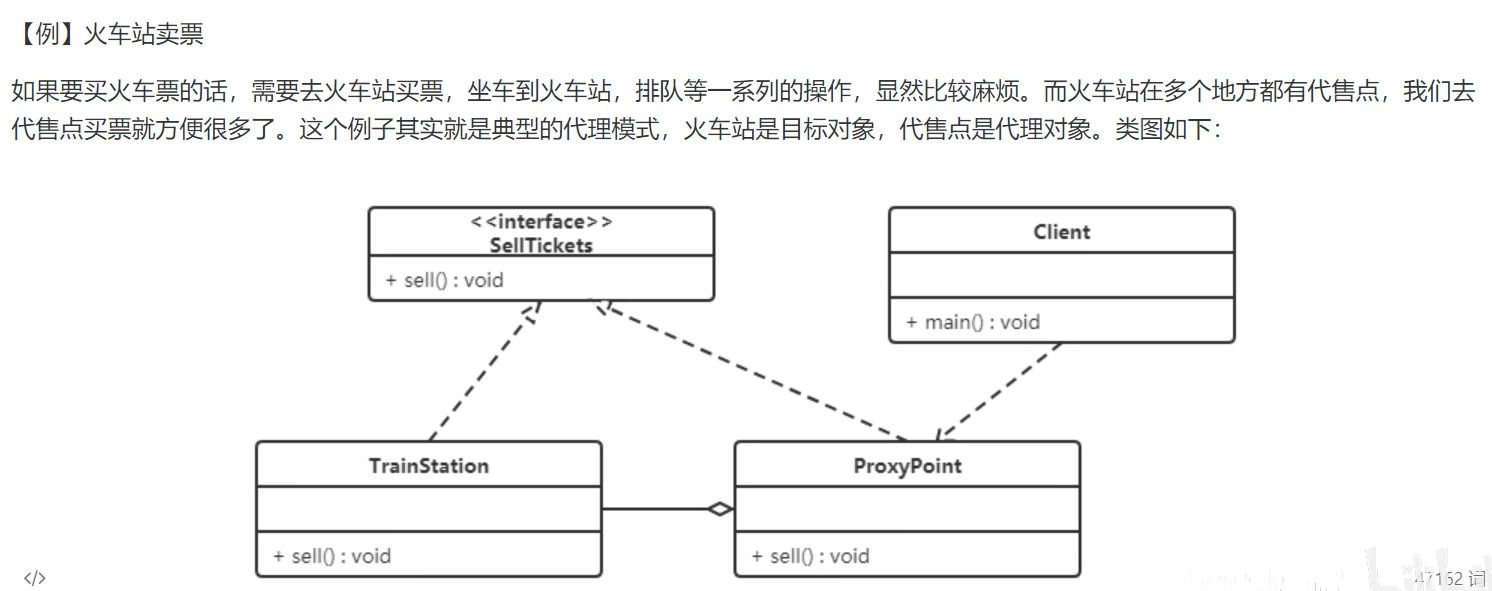 【例】火车站卖票
如果要买火车票的话，需要去火车站买票，坐车到火车站，排队等一系列的操作，显然比较麻烦。而火车站在多个地方都有代售点，我们去
代售点买票就方便很多了。这个例子其实就是典型的代理模式，火车站是目标对象，代售点是代理对象。类图如下：
<<interface>>
SellTickets
+ sell() : void
Client
+ main() : void
TrainStation
+ sell() : void
ProxyPoint
+ sell() : void
</>
47162 词